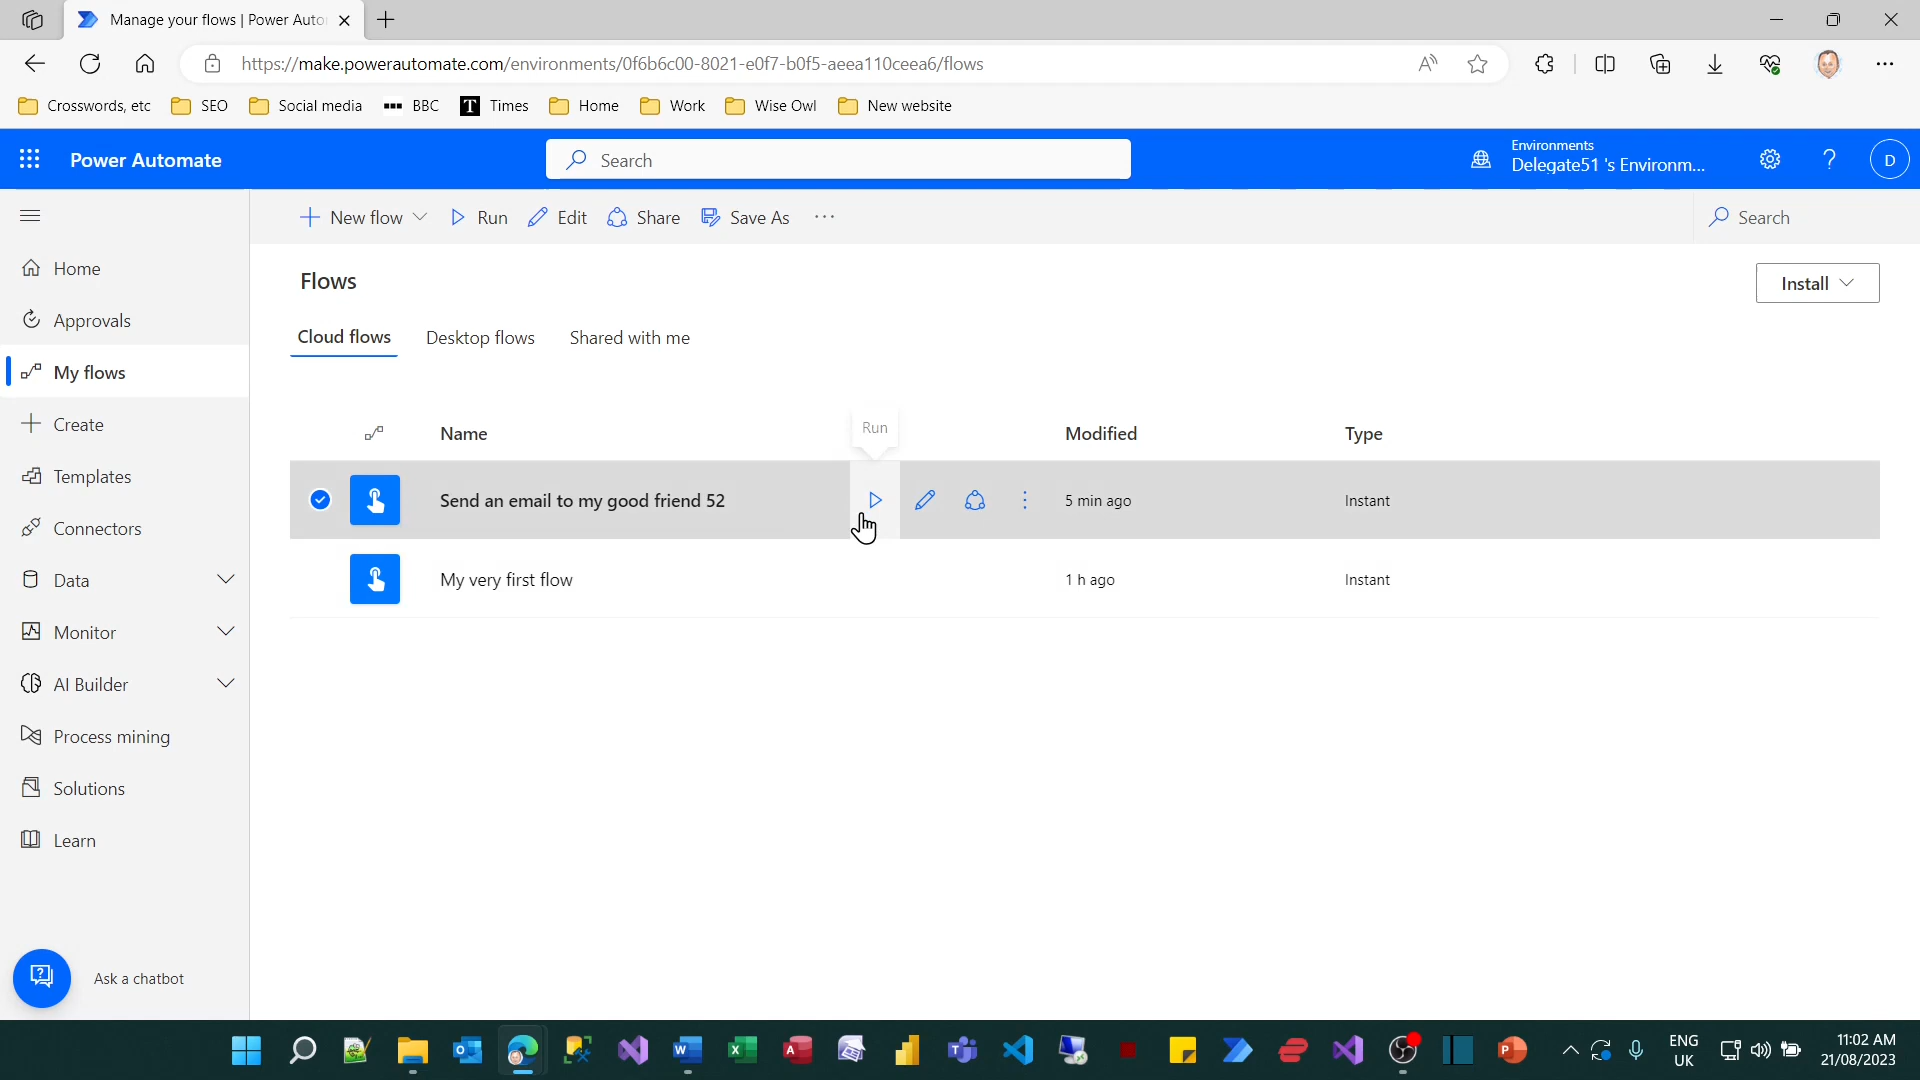 Manage your flows | Power Auto
https://make.powerautomate.com/environments/0f6b6c00-8021-e0f7-b0f5-aeea110ceea6/flows
Crosswords, etc SEO Social media BBC T Times Home Work Wise Owl New website
Power Automate Search Environments
Delegate51 's Environm... ? D
New flow Run Edit Share Save As ... Search
Home
Approvals
My flows
Create
Templates
Connectors
Data
Monitor
AI Builder
Process mining
Solutions
Learn
Ask a chatbot
Flows
Install
Cloud flows Desktop flows Shared with me
Run
Name Modified Type
Send an email to my good friend 52 5 min ago Instant
My very first flow 1 h ago Instant
ENG
UK
11:02 AM
21/08/2023